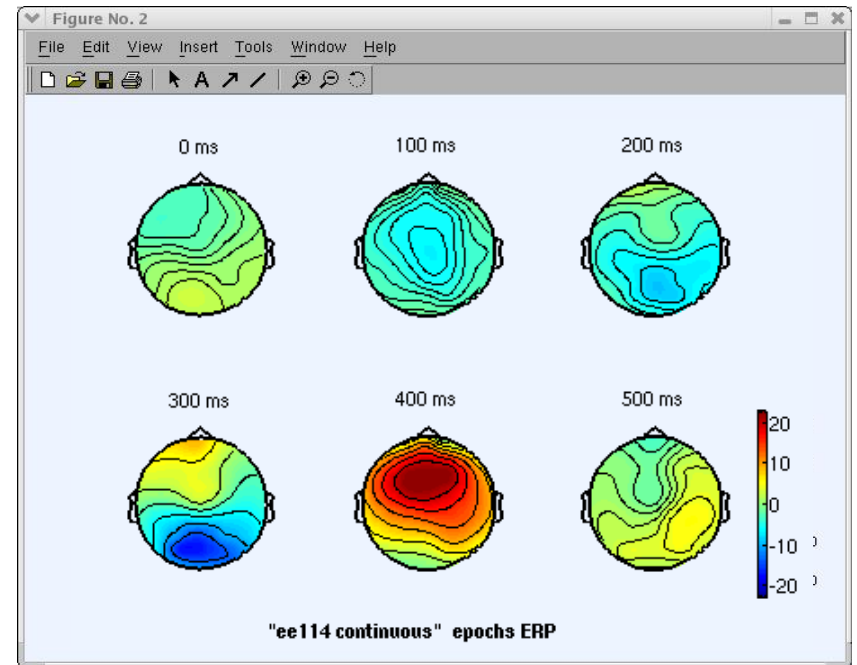 Figure No. 2
File Edit View Insert Tools Window Help
A
0 ms 100 ms 200 ms
300 ms 400 ms 500 ms
20
10
0
-10
-20
"ee114 continuous" epochs ERP